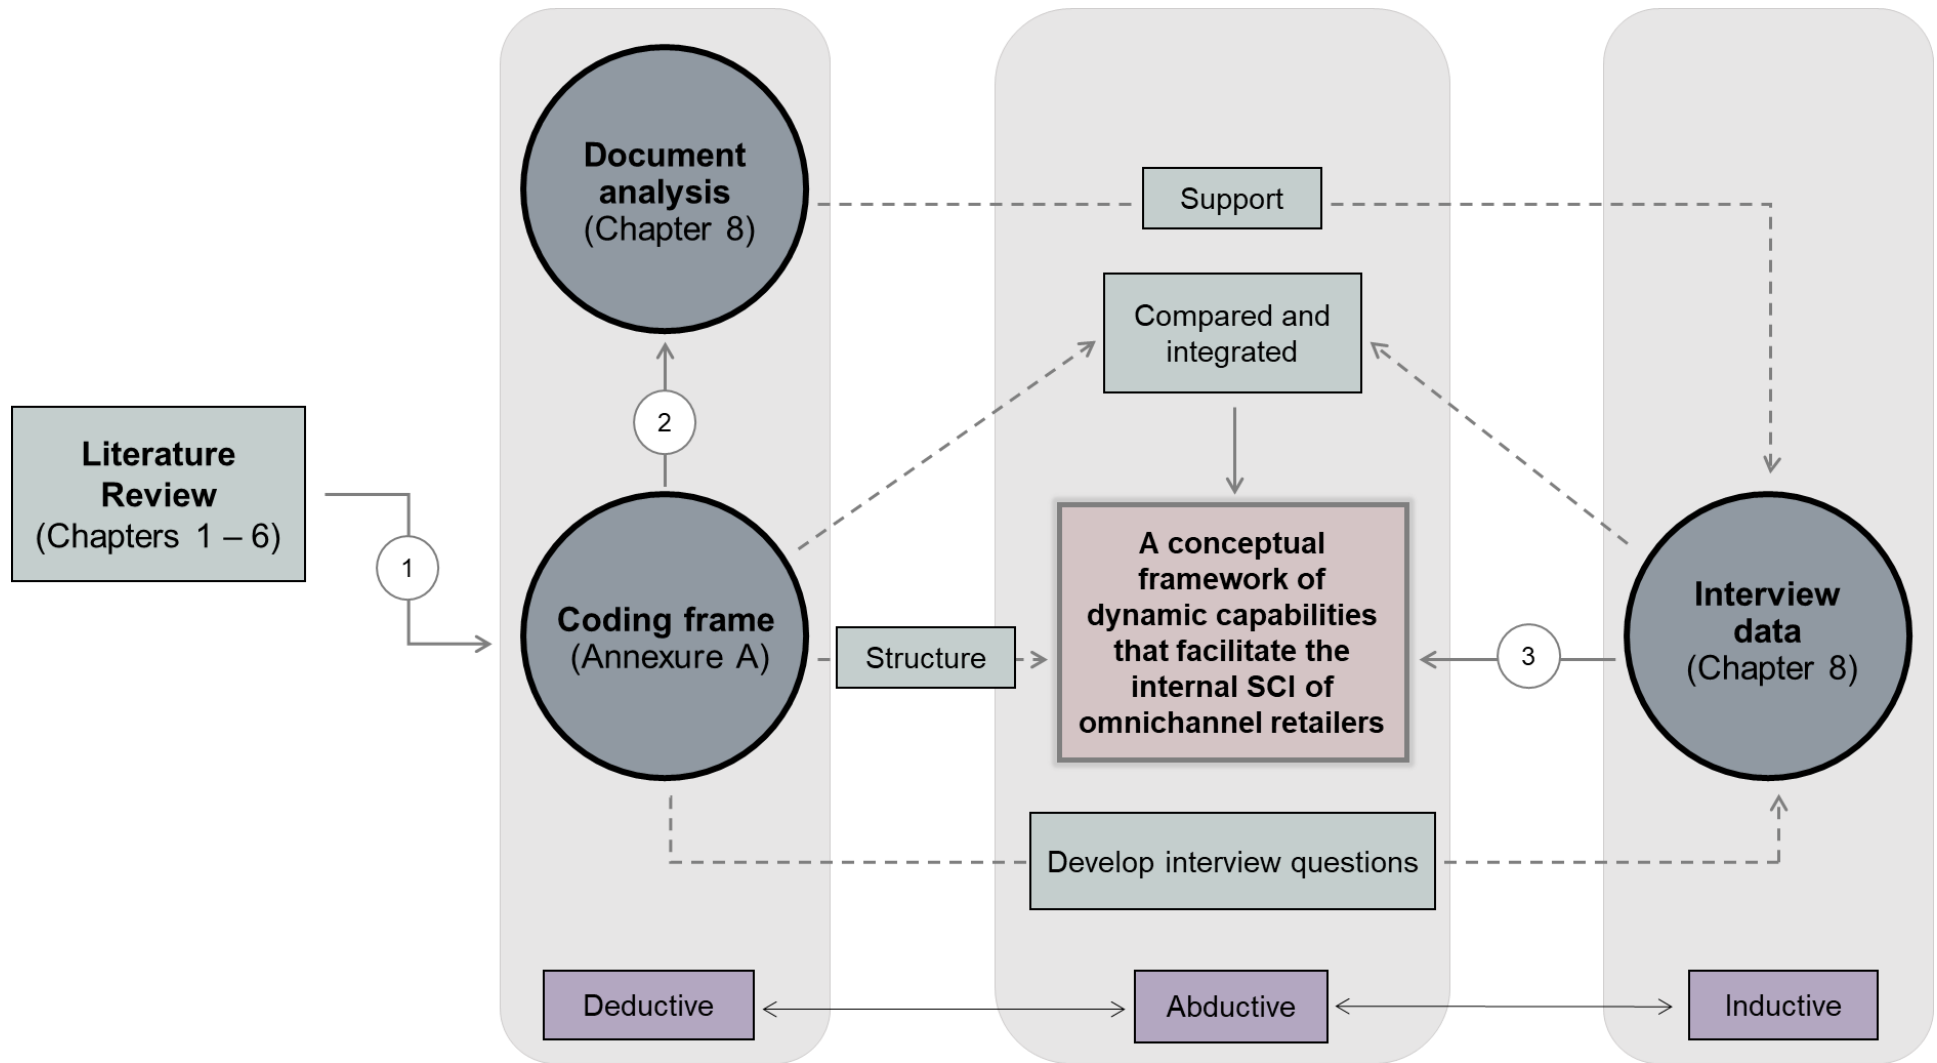 Document
analysis
(Chapter 8)
Support
Compared and
integrated
2
Literature
Review
(Chapters 1 – 6)
1
Coding frame
(Annexure A)
Structure
A conceptual
framework of
dynamic capabilities
that facilitate the
internal SCI of
omnichannel retailers
3
Interview
data
(Chapter 8)
Develop interview questions
Deductive
Abductive
Inductive